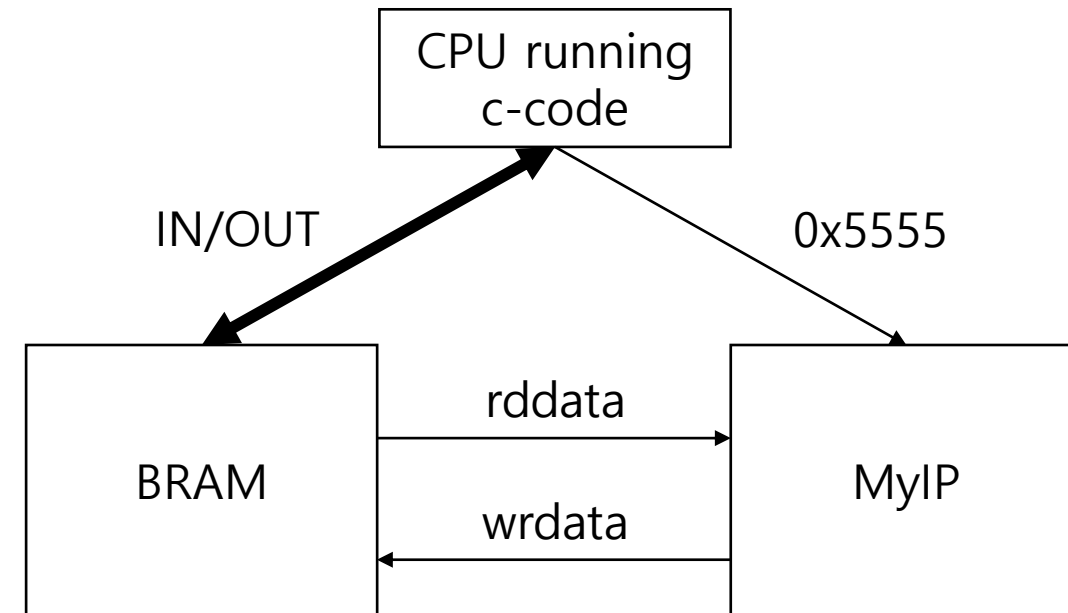 CPU running
c-code
IN/OUT
0x5555
rddata
BRAM
MyIP
wrdata